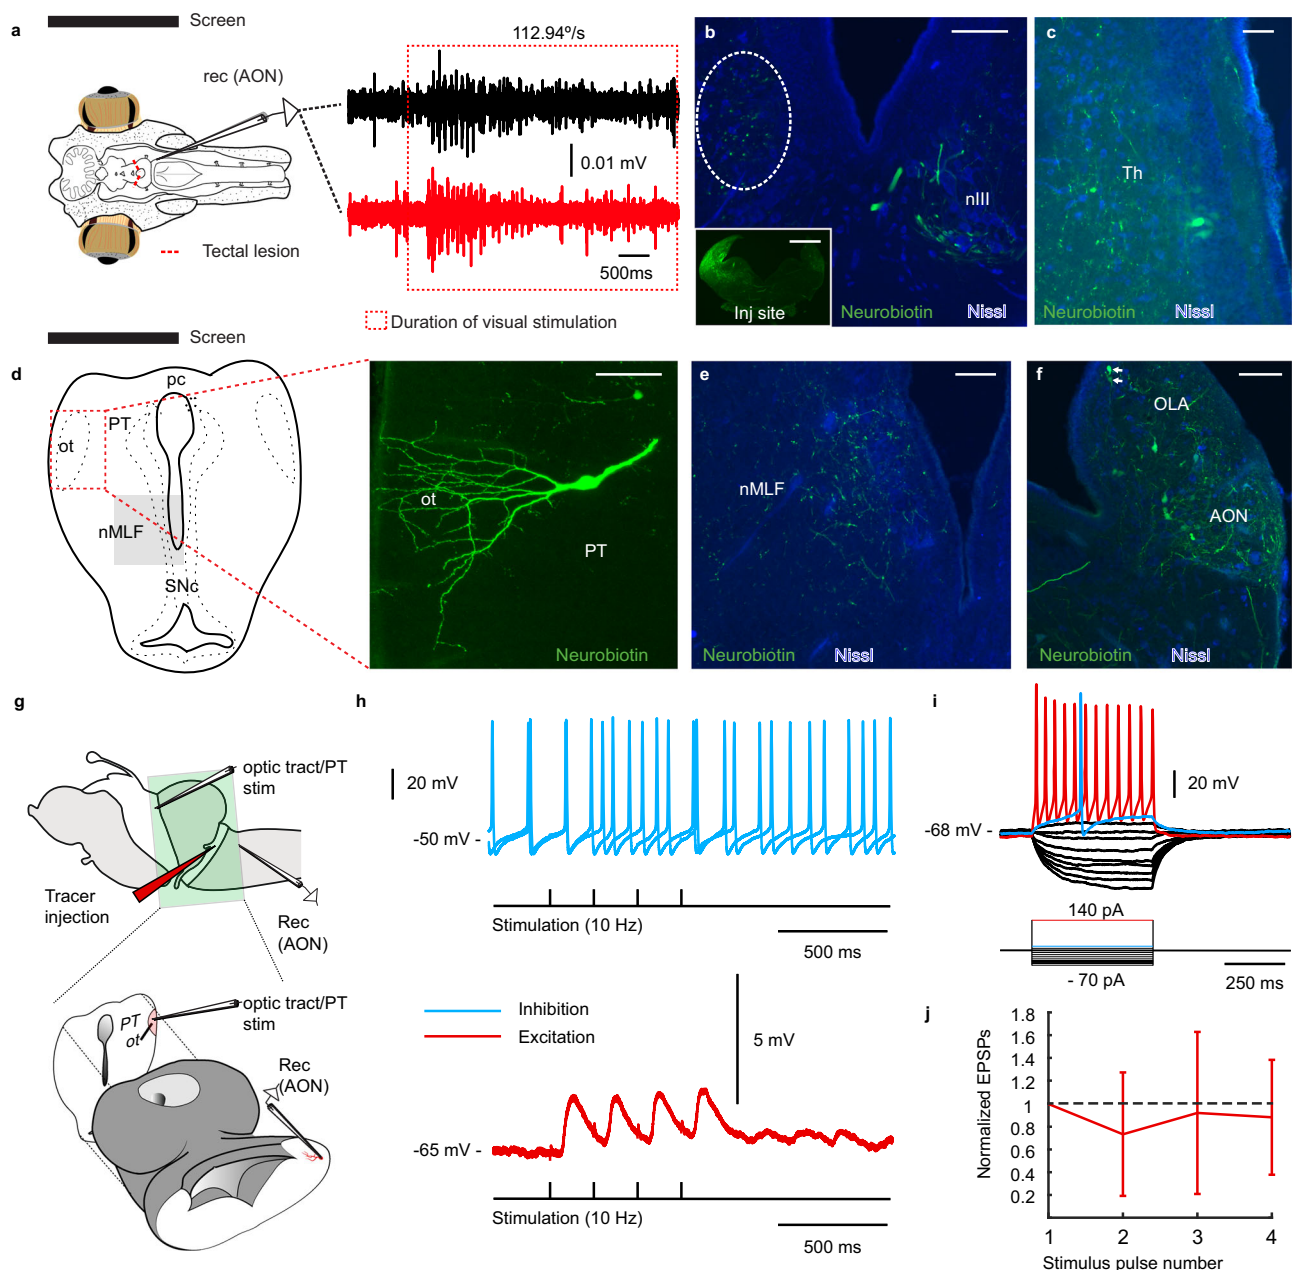 a
Screen
rec (AON)
112.94º/s
0.01 mV
500ms
Tectal lesion
Duration of visual stimulation
Screen
b
nIII
Inj site
Neurobiotin
Nissl
c
Th
Neurobiotin
Nissl
d
pc
PT
ot
nMLF
SNc
ot
PT
Neurobiotin
e
nMLF
Neurobiotin
Nissl
f
OLA
AON
Neurobiotin
Nissl
g
optic tract/PT
stim
Tracer
injection
Rec
(AON)
PT
ot
optic tract/PT
stim
Rec
(AON)
h
20 mV
-50 mV -
Stimulation (10 Hz)
500 ms
Inhibition
Excitation
5 mV
-65 mV -
Stimulation (10 Hz)
500 ms
i
20 mV
-68 mV -
140 pA
- 70 pA
250 ms
j
Normalized EPSPs
1.8
1.6
1.4
1.2
1
0.8
0.6
0.4
0.2
1
2
3
4
Stimulus pulse number